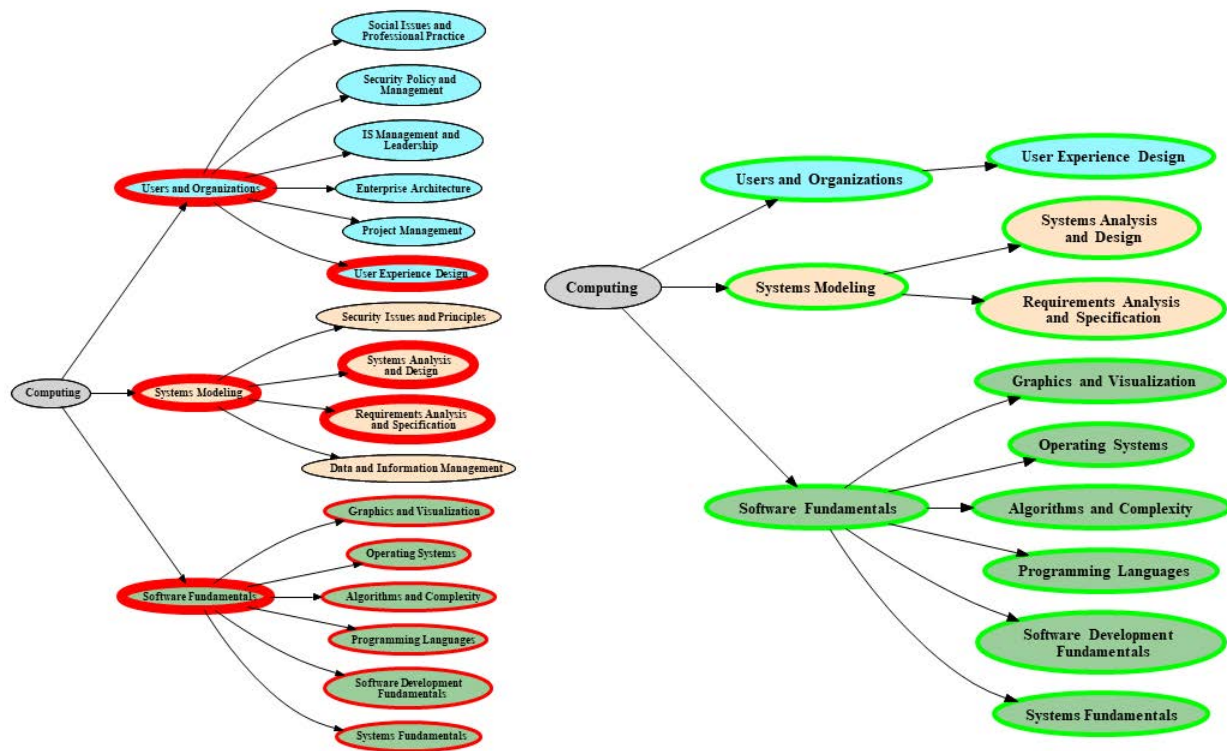 Social Issues and
Professional Practice
Security Policy and
Management
IS Management and
Leadership
Users and Organizations
Enterprise Architecture
Project Management
User Experience Design
Security Issues and Principles
Systems Analysis
and Design
Computing
Systems Modeling
Requirements Analysis
and Specification
Data and Information Management
Graphics and Visualization
Operating Systems
Software Fundamentals
Algorithms and Complexity
Programming Languages
Software Development
Fundamentals
Systems Fundamentals
User Experience Design
Users and Organizations
Systems Analysis
and Design
Computing
Systems Modeling
Requirements Analysis
and Specification
Graphics and Visualization
Operating Systems
Software Fundamentals
Algorithms and Complexity
Programming Languages
Software Development
Fundamentals
Systems Fundamentals